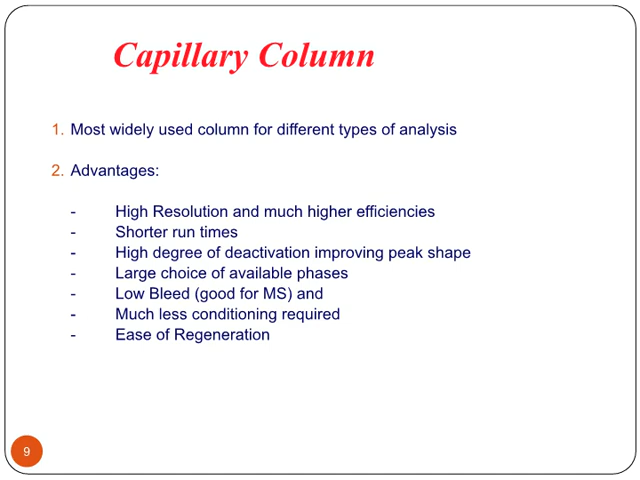 Capillary Column
1. Most widely used column for different types of analysis
2. Advantages:
- High Resolution and much higher efficiencies
- Shorter run times
- High degree of deactivation improving peak shape
- Large choice of available phases
- Low Bleed (good for MS) and
- Much less conditioning required
- Ease of Regeneration
9